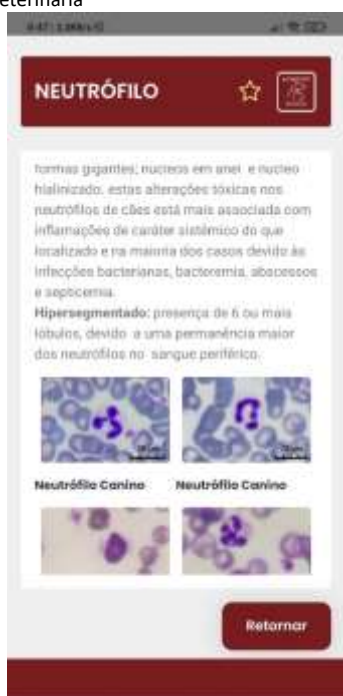 eterinária
NEUTRÓFILO
formas gigantes; núcleos em anel e núcleo
hialinizado. estas alterações tóxicas nos
neutrófilos de cães está mais associada com
inflamações de caráter sistêmico do que
localizado e na maioria dos casos devido às
infecções bacterianas, bacteremia, abscessos
e septicemia.
Hipersegmentado: presença de 6 ou mais
lóbulos, devido a uma permanência maior
dos neutrófilos no sangue periférico.
Neutrófilo Canino Neutrófilo Canino
Retornar